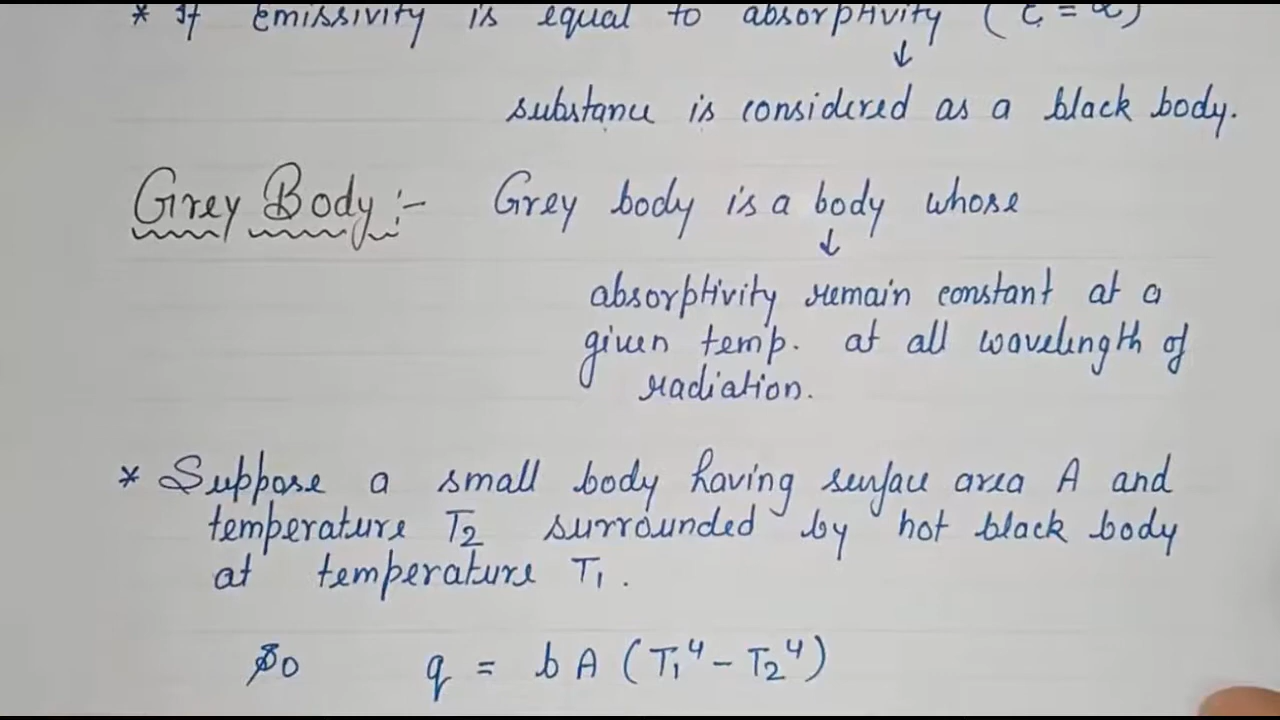 * If emissivity is equal to absorptivity (ε = α)
↓
substance is considered as a black body.
Grey Body :- Grey body is a body whose
↓
absorptivity remain constant at a
given temp. at all wavelength of
radiation.
* Suppose a small body having surface area A and
temperature T₂ surrounded by hot black body
at temperature T₁.
So q = b A (T₁⁴ - T₂⁴)